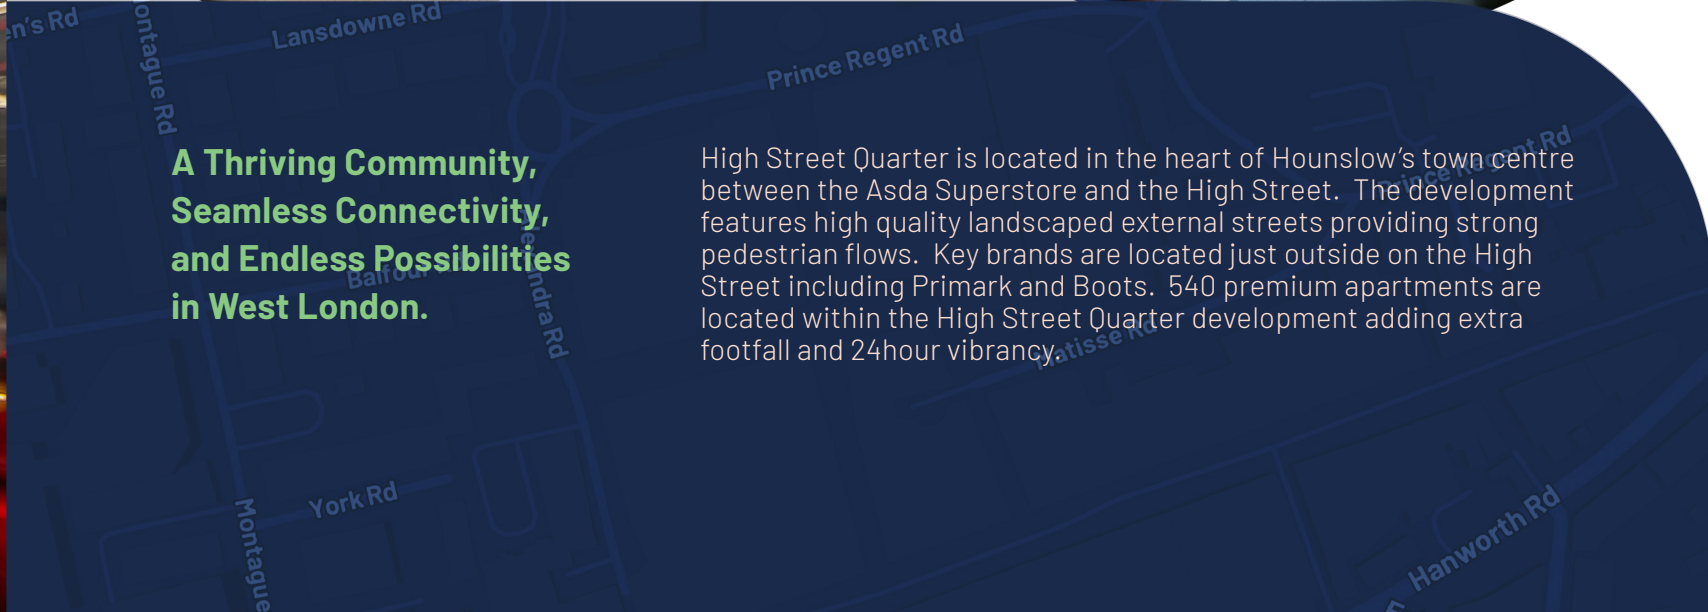 Lansdowne Rd
Prince Regent Rd
Prince Regent Rd
A Thriving Community,
Seamless Connectivity,
and Endless Possibilities
in West London.
High Street Quarter is located in the heart of Hounslow's town centre
between the Asda Superstore and the High Street.  The development
features high quality landscaped external streets providing strong
pedestrian flows.  Key brands are located just outside on the High
Street including Primark and Boots.  540 premium apartments are
located within the High Street Quarter development adding extra
footfall and 24hour vibrancy.
York Rd
Montague
Hanworth Rd